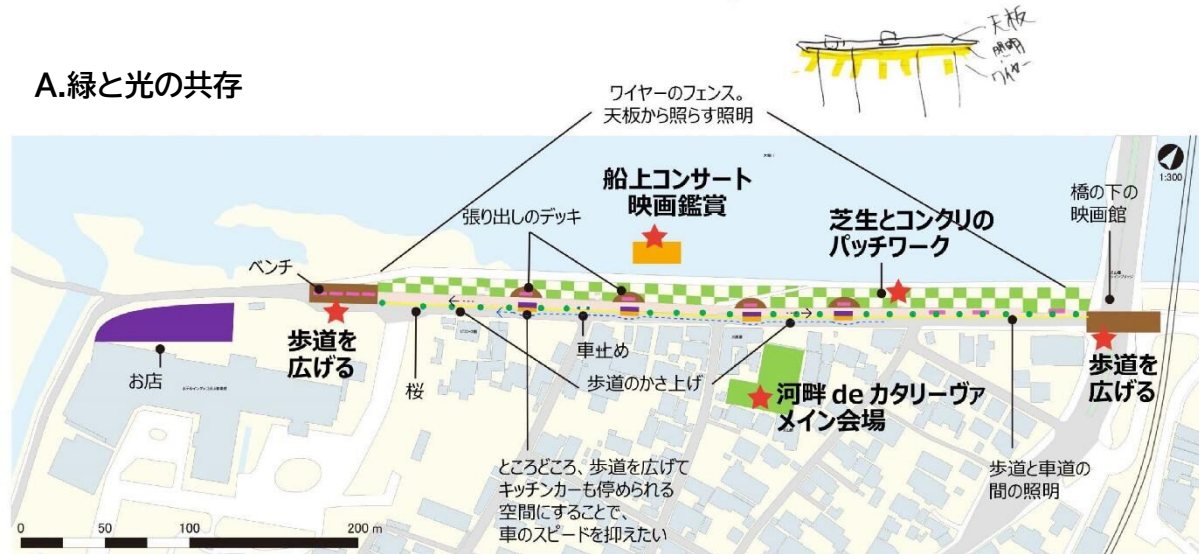 天板
照明
ワイヤー
A.緑と光の共存
ワイヤーのフェンス。
天板から照らす照明
1:300
船上コンサート
映画鑑賞
張り出しのデッキ
芝生とコンクリの
パッチワーク
橋の下の
映画館
ベンチ
歩道を
広げる
お店
桜
車止め
歩道のかさ上げ
河畔 de カタリーヴァ
メイン会場
歩道を
広げる
ところどころ、歩道を広げて
キッチンカーも停められる
空間にすることで、
車のスピードを抑えたい
歩道と車道の
間の照明
0 50 100 200 m